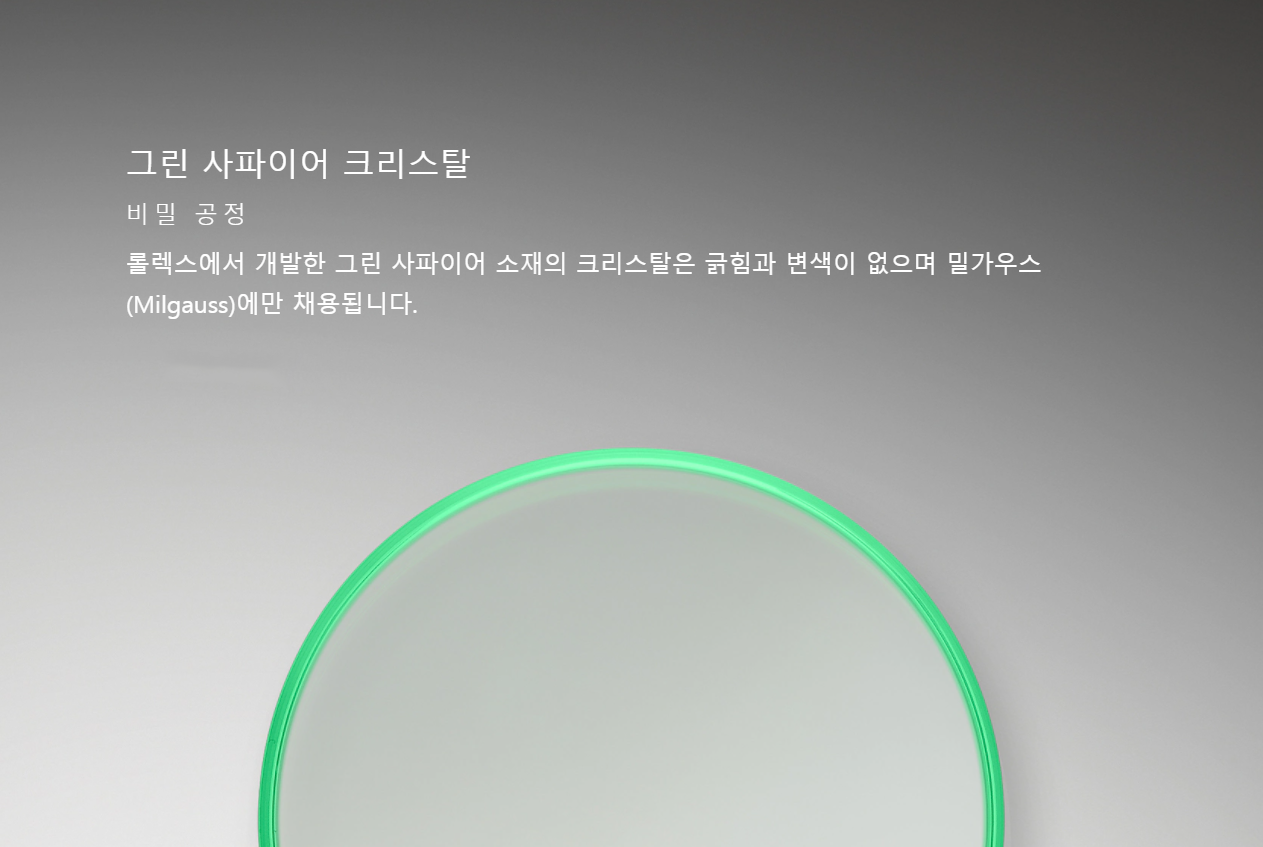 그린 사파이어 크리스탈
비밀 공정
롤렉스에서 개발한 그린 사파이어 소재의 크리스탈은 긁힘과 변색이 없으며 밀가우스
(Milgauss)에만 채용됩니다.